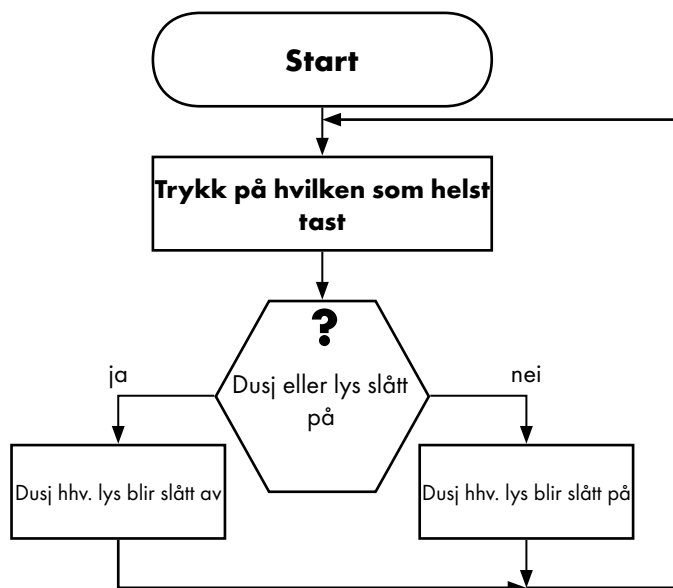 Start
Trykk på hvilken som helst
tast
?
Dusj eller lys slått
på
ja
nei
Dusj hhv. lys blir slått av
Dusj hhv. lys blir slått på